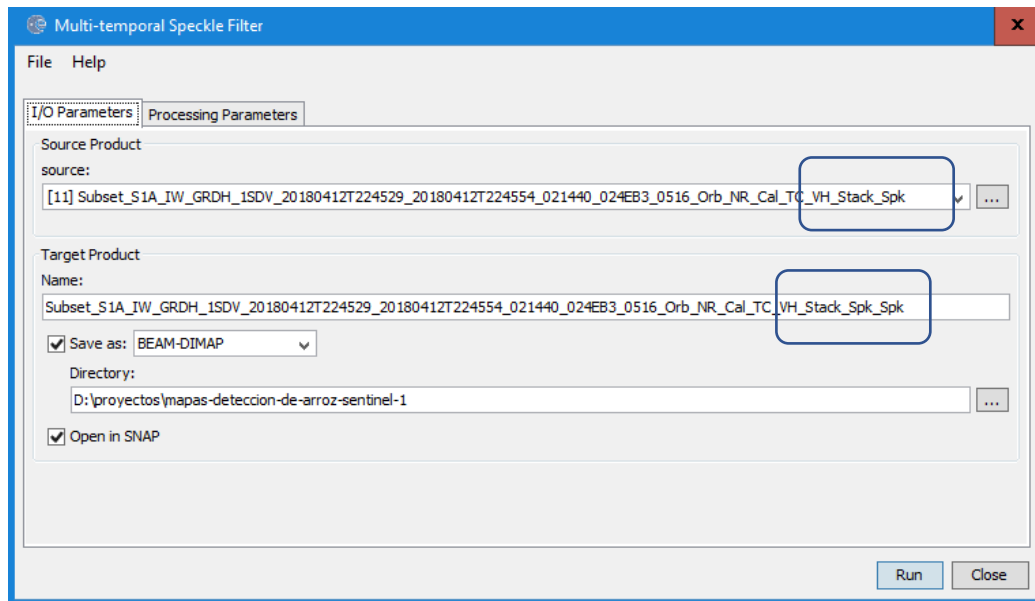 Multi-temporal Speckle Filter
x
File Help
I/O Parameters Processing Parameters
Source Product
source:
[11] Subset_S1A_IW_GRDH_1SDV_20180412T224529_20180412T224554_021440_024EB3_0516_Orb_NR_Cal_TC_VH_Stack_Spk
...
Target Product
Name:
Subset_S1A_IW_GRDH_1SDV_20180412T224529_20180412T224554_021440_024EB3_0516_Orb_NR_Cal_TC_VH_Stack_Spk_Spk
Save as: BEAM-DIMAP
Directory:
D:\proyectos\mapas-deteccion-de-arroz-sentinel-1
...
Open in SNAP
Run Close